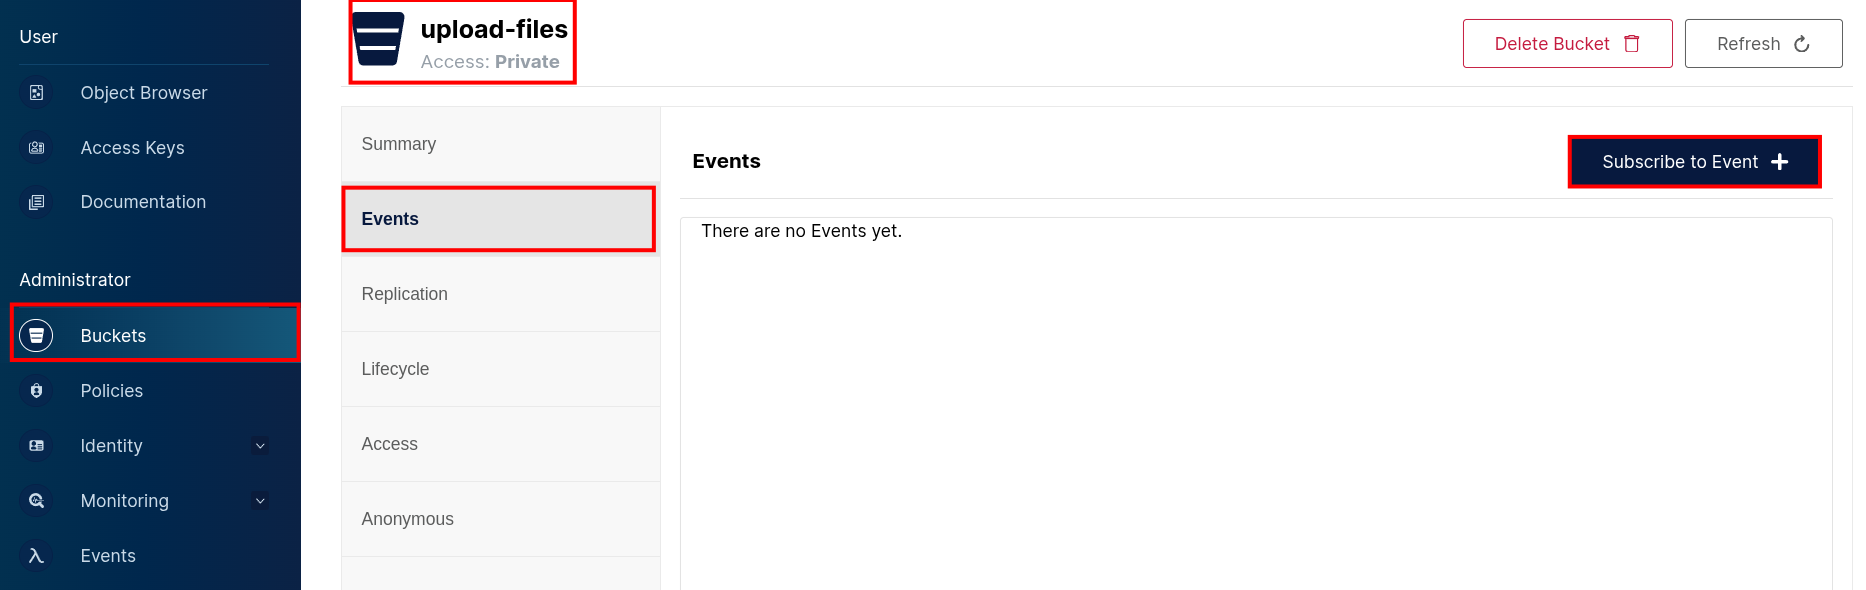 User
Object Browser
Access Keys
Documentation
Administrator
Buckets
Policies
Identity
Monitoring
Events
upload-files
Access: Private
Delete Bucket
Refresh
Summary
Events
Replication
Lifecycle
Access
Anonymous
Events
Subscribe to Event
There are no Events yet.